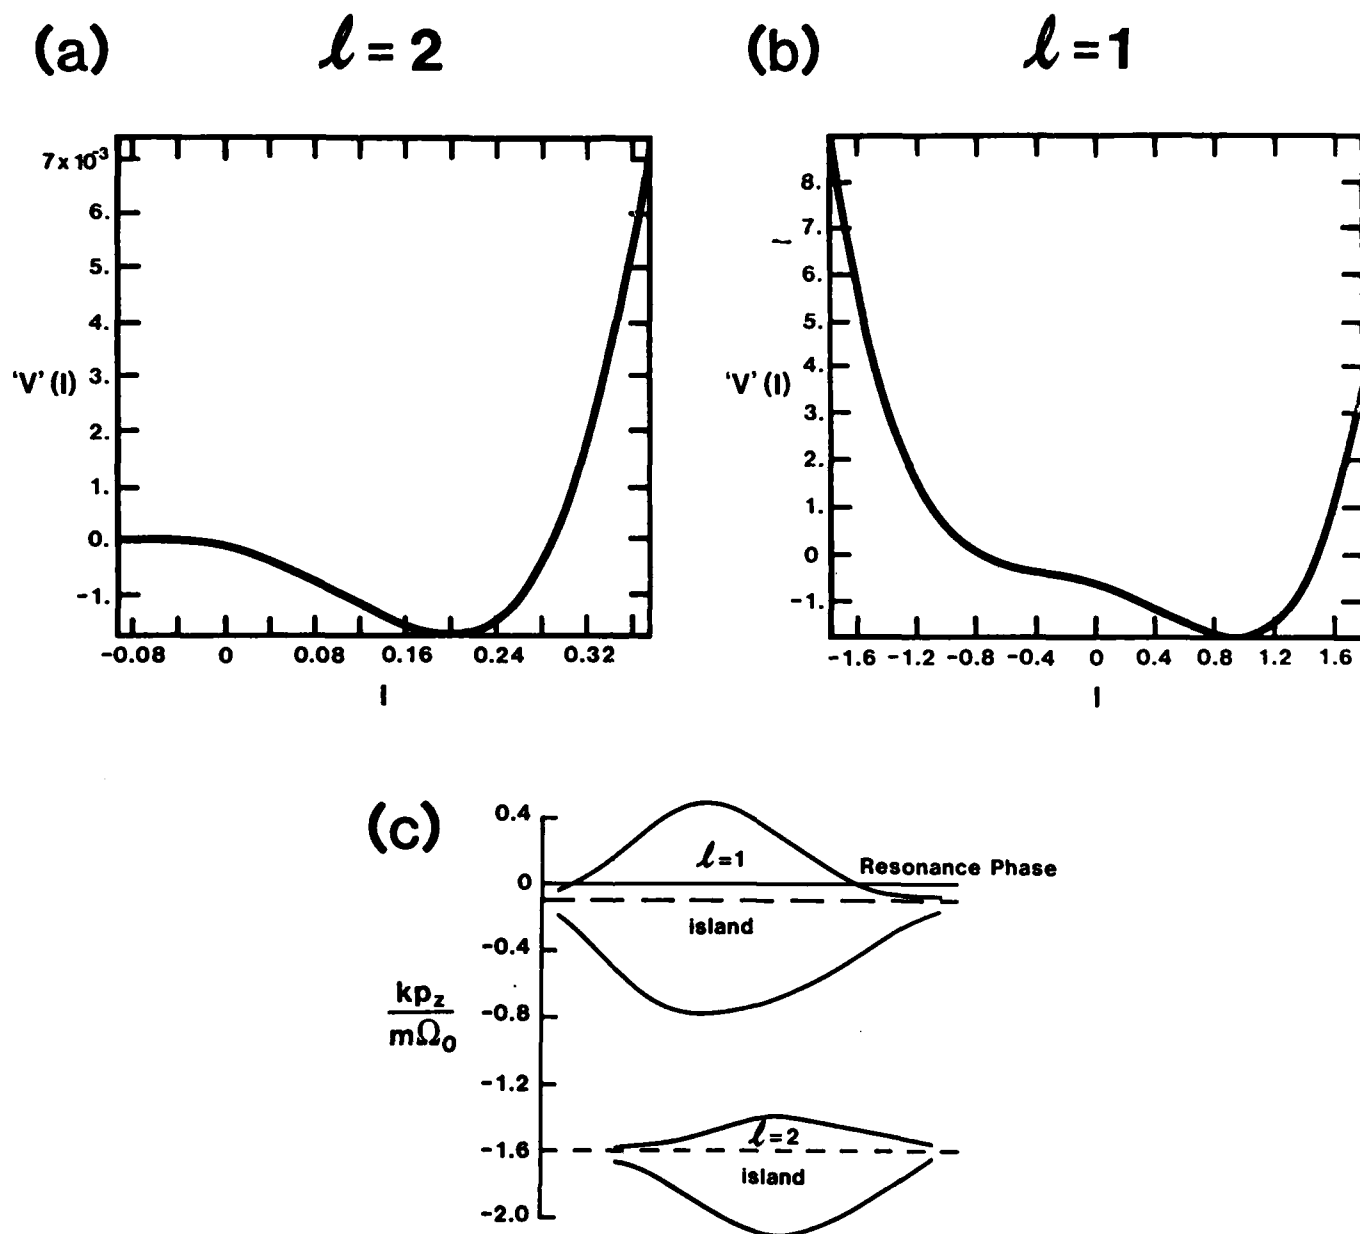 (a) ℓ = 2
7 x 10⁻³
6.
5.
4.
3.
2.
1.
0.
-1.
'V' (I)
-0.08 0 0.08 0.16 0.24 0.32
I
(b) ℓ = 1
8.
7.
6.
5.
4.
3.
2.
1.
0
-1.
'V' (I)
-1.6 -1.2 -0.8 -0.4 0 0.4 0.8 1.2 1.6
I
(c)
0.4
0
-0.4
-0.8
-1.2
-1.6
-2.0
kp_z
mΩ₀
ℓ=1
Resonance Phase
island
ℓ=2
island